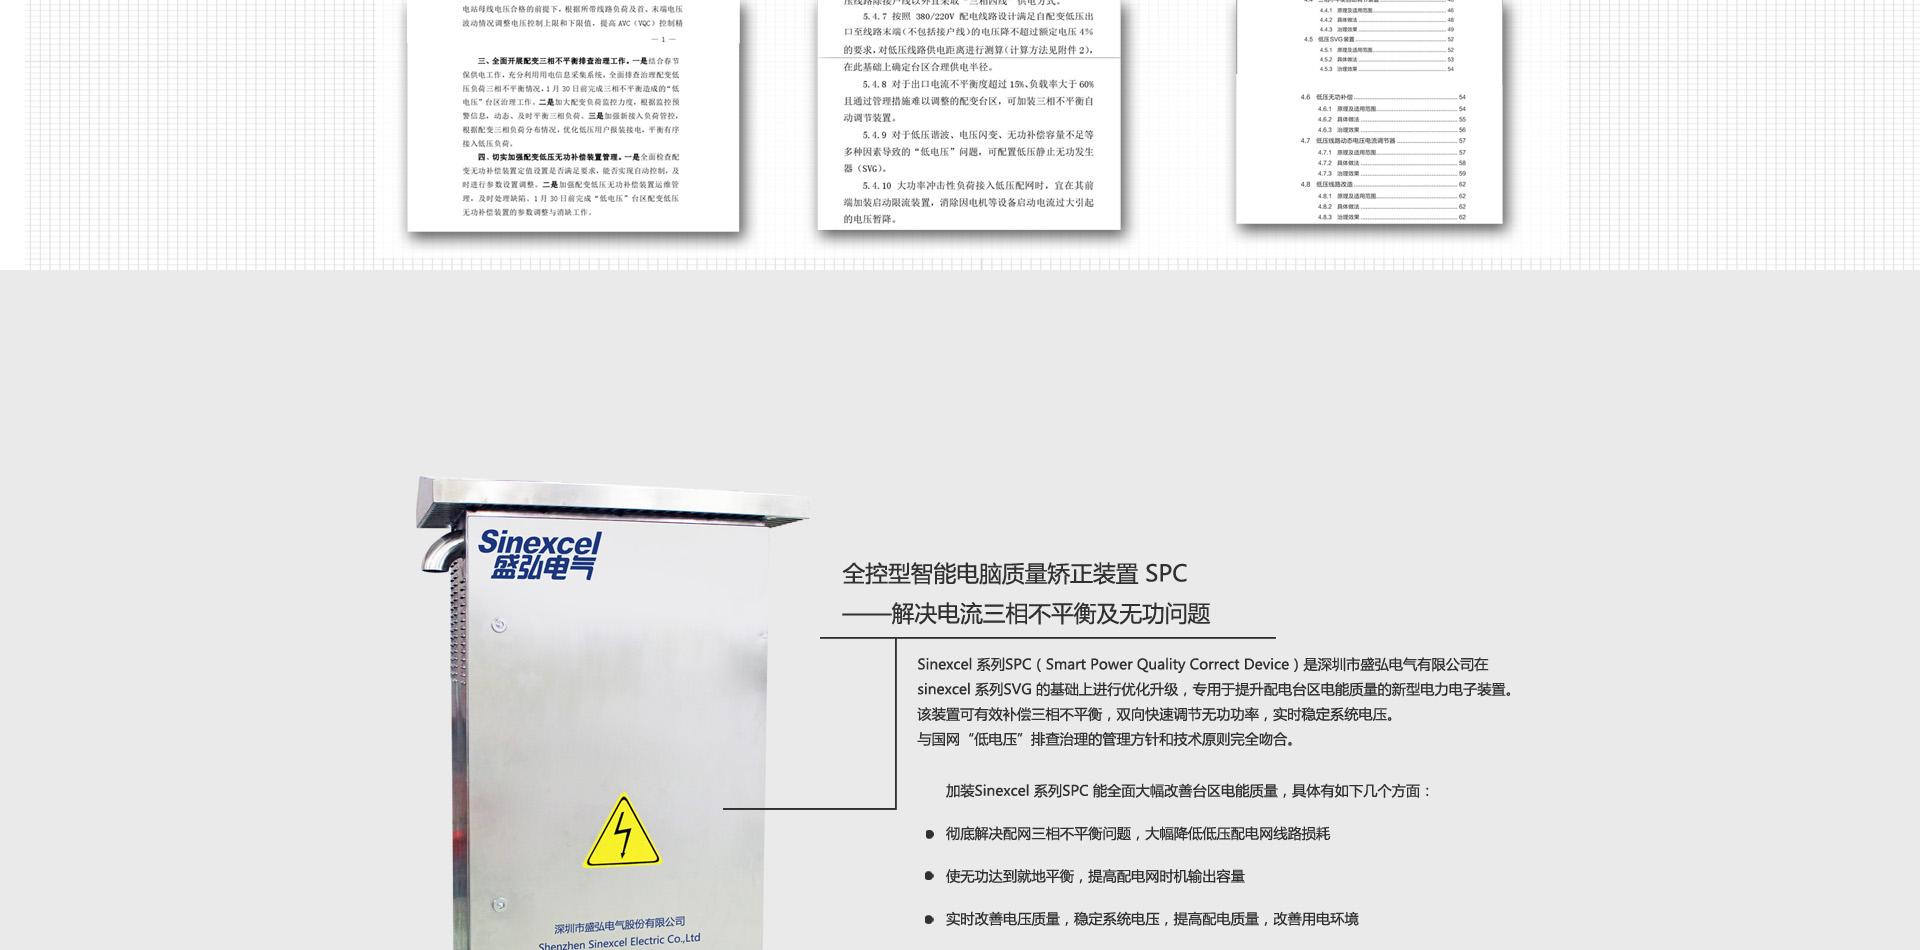 电站母线电压合格的前提下，根据所带线路负荷及首、末端电压
波动情况调整电压控制上限和下限值，提高 AVC（VQC）控制精
— 1 —
三、全面开展配变三相不平衡排查治理工作。一是结合春节
保供电工作，充分利用用电信息采集系统，全面排查治理配变低
压负荷三相不平衡情况，1 月 30 日前完成三相不平衡造成的“低
电压”台区治理工作。二是加大配变负荷监控力度，根据监控预
警信息，动态、及时平衡三相负荷。三是加强新接入负荷管控，
根据配变三相负荷分布情况，优化低压用户报装接电，平衡有序
接入低压负荷。
四、切实加强配变低压无功补偿装置管理。一是全面检查配
变无功补偿装置定值设置是否满足要求，能否实现自动控制，及
时进行参数设置调整。二是加强配变低压无功补偿装置运维管
理，及时处理缺陷。1 月 30 日前完成“低电压”台区配变低压
无功补偿装置的参数调整与消缺工作。
压线路除接户线以外宜采取“三相四线”供电方式。
5.4.7 按照 380/220V 配电线路设计满足自配变低压出
口至线路末端（不包括接户线）的电压降不超过额定电压 4%
的要求，对低压线路供电距离进行测算（计算方法见附件 2），
在此基础上确定台区合理供电半径。
5.4.8 对于出口电流不平衡度超过 15%、负载率大于 60%
且通过管理措施难以调整的配变台区，可加装三相不平衡自
动调节装置。
5.4.9 对于低压谐波、电压闪变、无功补偿容量不足等
多种因素导致的“低电压”问题，可配置低压静止无功发生
器（SVG）。
5.4.10 大功率冲击性负荷接入低压配网时，宜在其前
端加装启动限流装置，消除因电机等设备启动电流过大引起
的电压暂降。
4.4.1 原理及适用范围 46
4.4.2 具体做法 48
4.4.3 治理效果 49
4.5 低压SVG装置 52
4.5.1 原理及适用范围 52
4.5.2 具体做法 53
4.5.3 治理效果 54
4.6 低压无功补偿 54
4.6.1 原理及适用范围 54
4.6.2 具体做法 55
4.6.3 治理效果 56
4.7 低压线路动态电压电流调节器 57
4.7.1 原理及适用范围 57
4.7.2 具体做法 58
4.7.3 治理效果 59
4.8 低压线路改造 62
4.8.1 原理及适用范围 62
4.8.2 具体做法 62
4.8.3 治理效果 62
Sinexcel
盛弘电气
全控型智能电脑质量矫正装置 SPC
——解决电流三相不平衡及无功问题
Sinexcel 系列SPC（Smart Power Quality Correct Device）是深圳市盛弘电气有限公司在
sinexcel 系列SVG 的基础上进行优化升级，专用于提升配电台区电能质量的新型电力电子装置。
该装置可有效补偿三相不平衡，双向快速调节无功功率，实时稳定系统电压。
与国网“低电压”排查治理的管理方针和技术原则完全吻合。
加装Sinexcel 系列SPC 能全面大幅改善台区电能质量，具体有如下几个方面：
● 彻底解决配网三相不平衡问题，大幅降低低压配电网线路损耗
● 使无功达到就地平衡，提高配电网时机输出容量
● 实时改善电压质量，稳定系统电压，提高配电质量，改善用电环境
深圳市盛弘电气股份有限公司
Shenzhen Sinexcel Electric Co.,Ltd